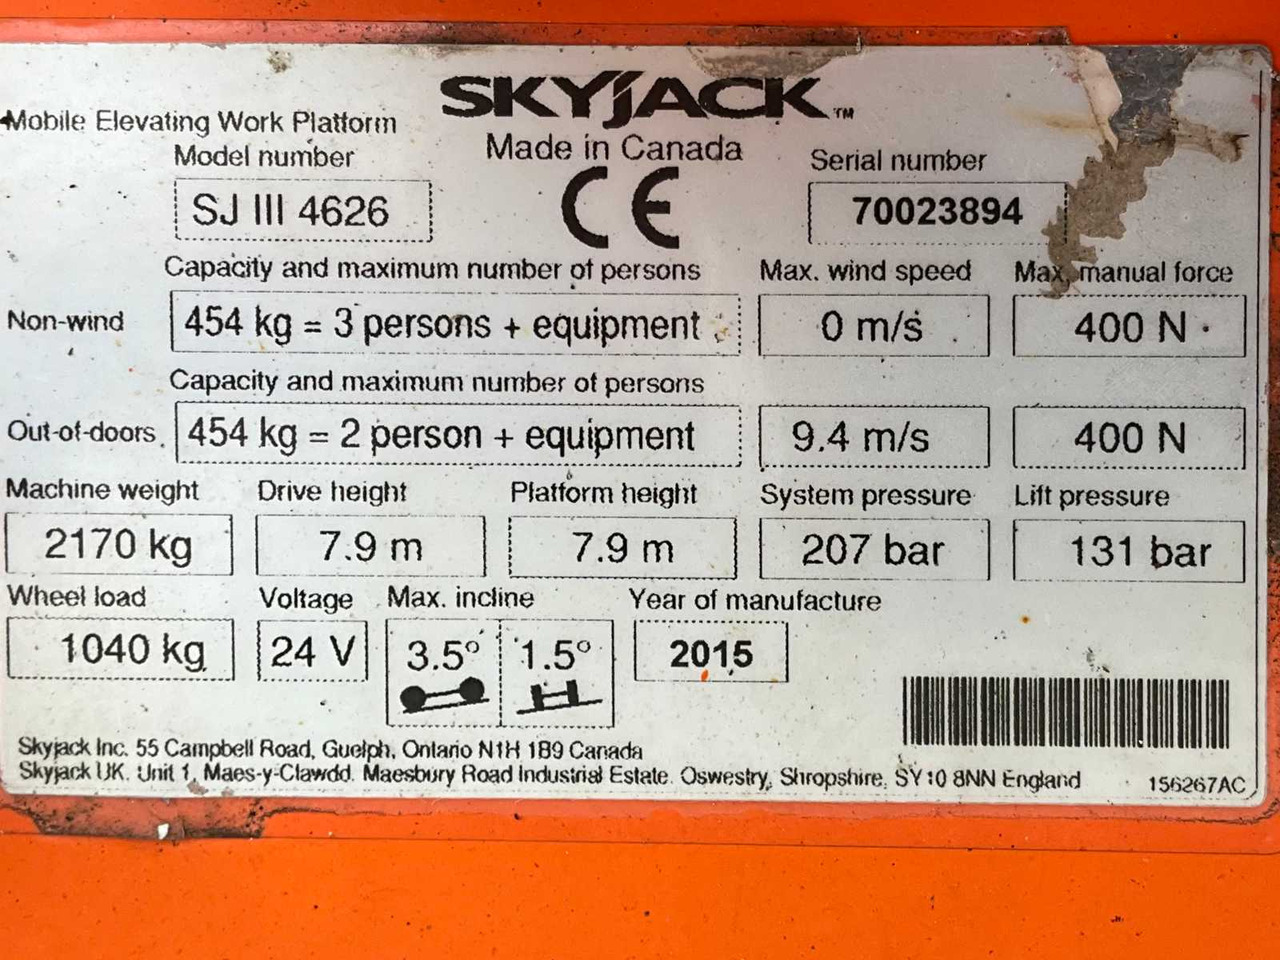 SKYJACK™
Mobile Elevating Work Platform
Made in Canada
Model number
Serial number
SJ III 4626
CE
70023894
Capacity and maximum number of persons Max. wind speed Max. manual force
Non-wind 454 kg = 3 persons + equipment 0 m/s 400 N
Capacity and maximum number of persons
Out-of-doors 454 kg = 2 person + equipment 9.4 m/s 400 N
Machine weight Drive height Platform height System pressure Lift pressure
2170 kg 7.9 m 7.9 m 207 bar 131 bar
Wheel load Voltage Max. incline Year of manufacture
1040 kg 24 V 3.5° 1.5° 2015
Skyjack Inc. 55 Campbell Road, Guelph, Ontario N1H 1B9 Canada
Skyjack UK. Unit 1, Maes-y-Clawdd. Maesbury Road Industrial Estate. Oswestry, Shropshire, SY10 8NN England 156267AC